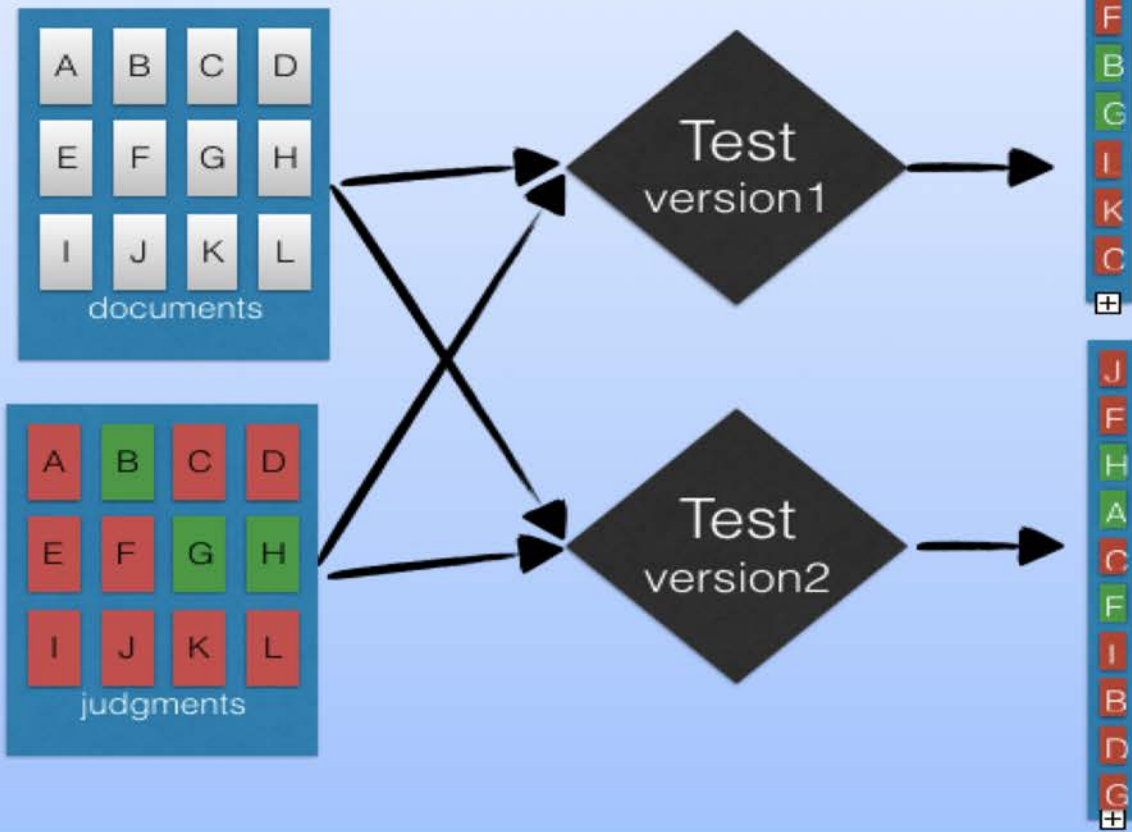 A B C D
E F G H
I J K L
documents
A B C D
E F G H
I J K L
judgments
Test
version1
Test
version2
F
B
G
I
K
C
J
F
H
A
C
F
I
B
D
G